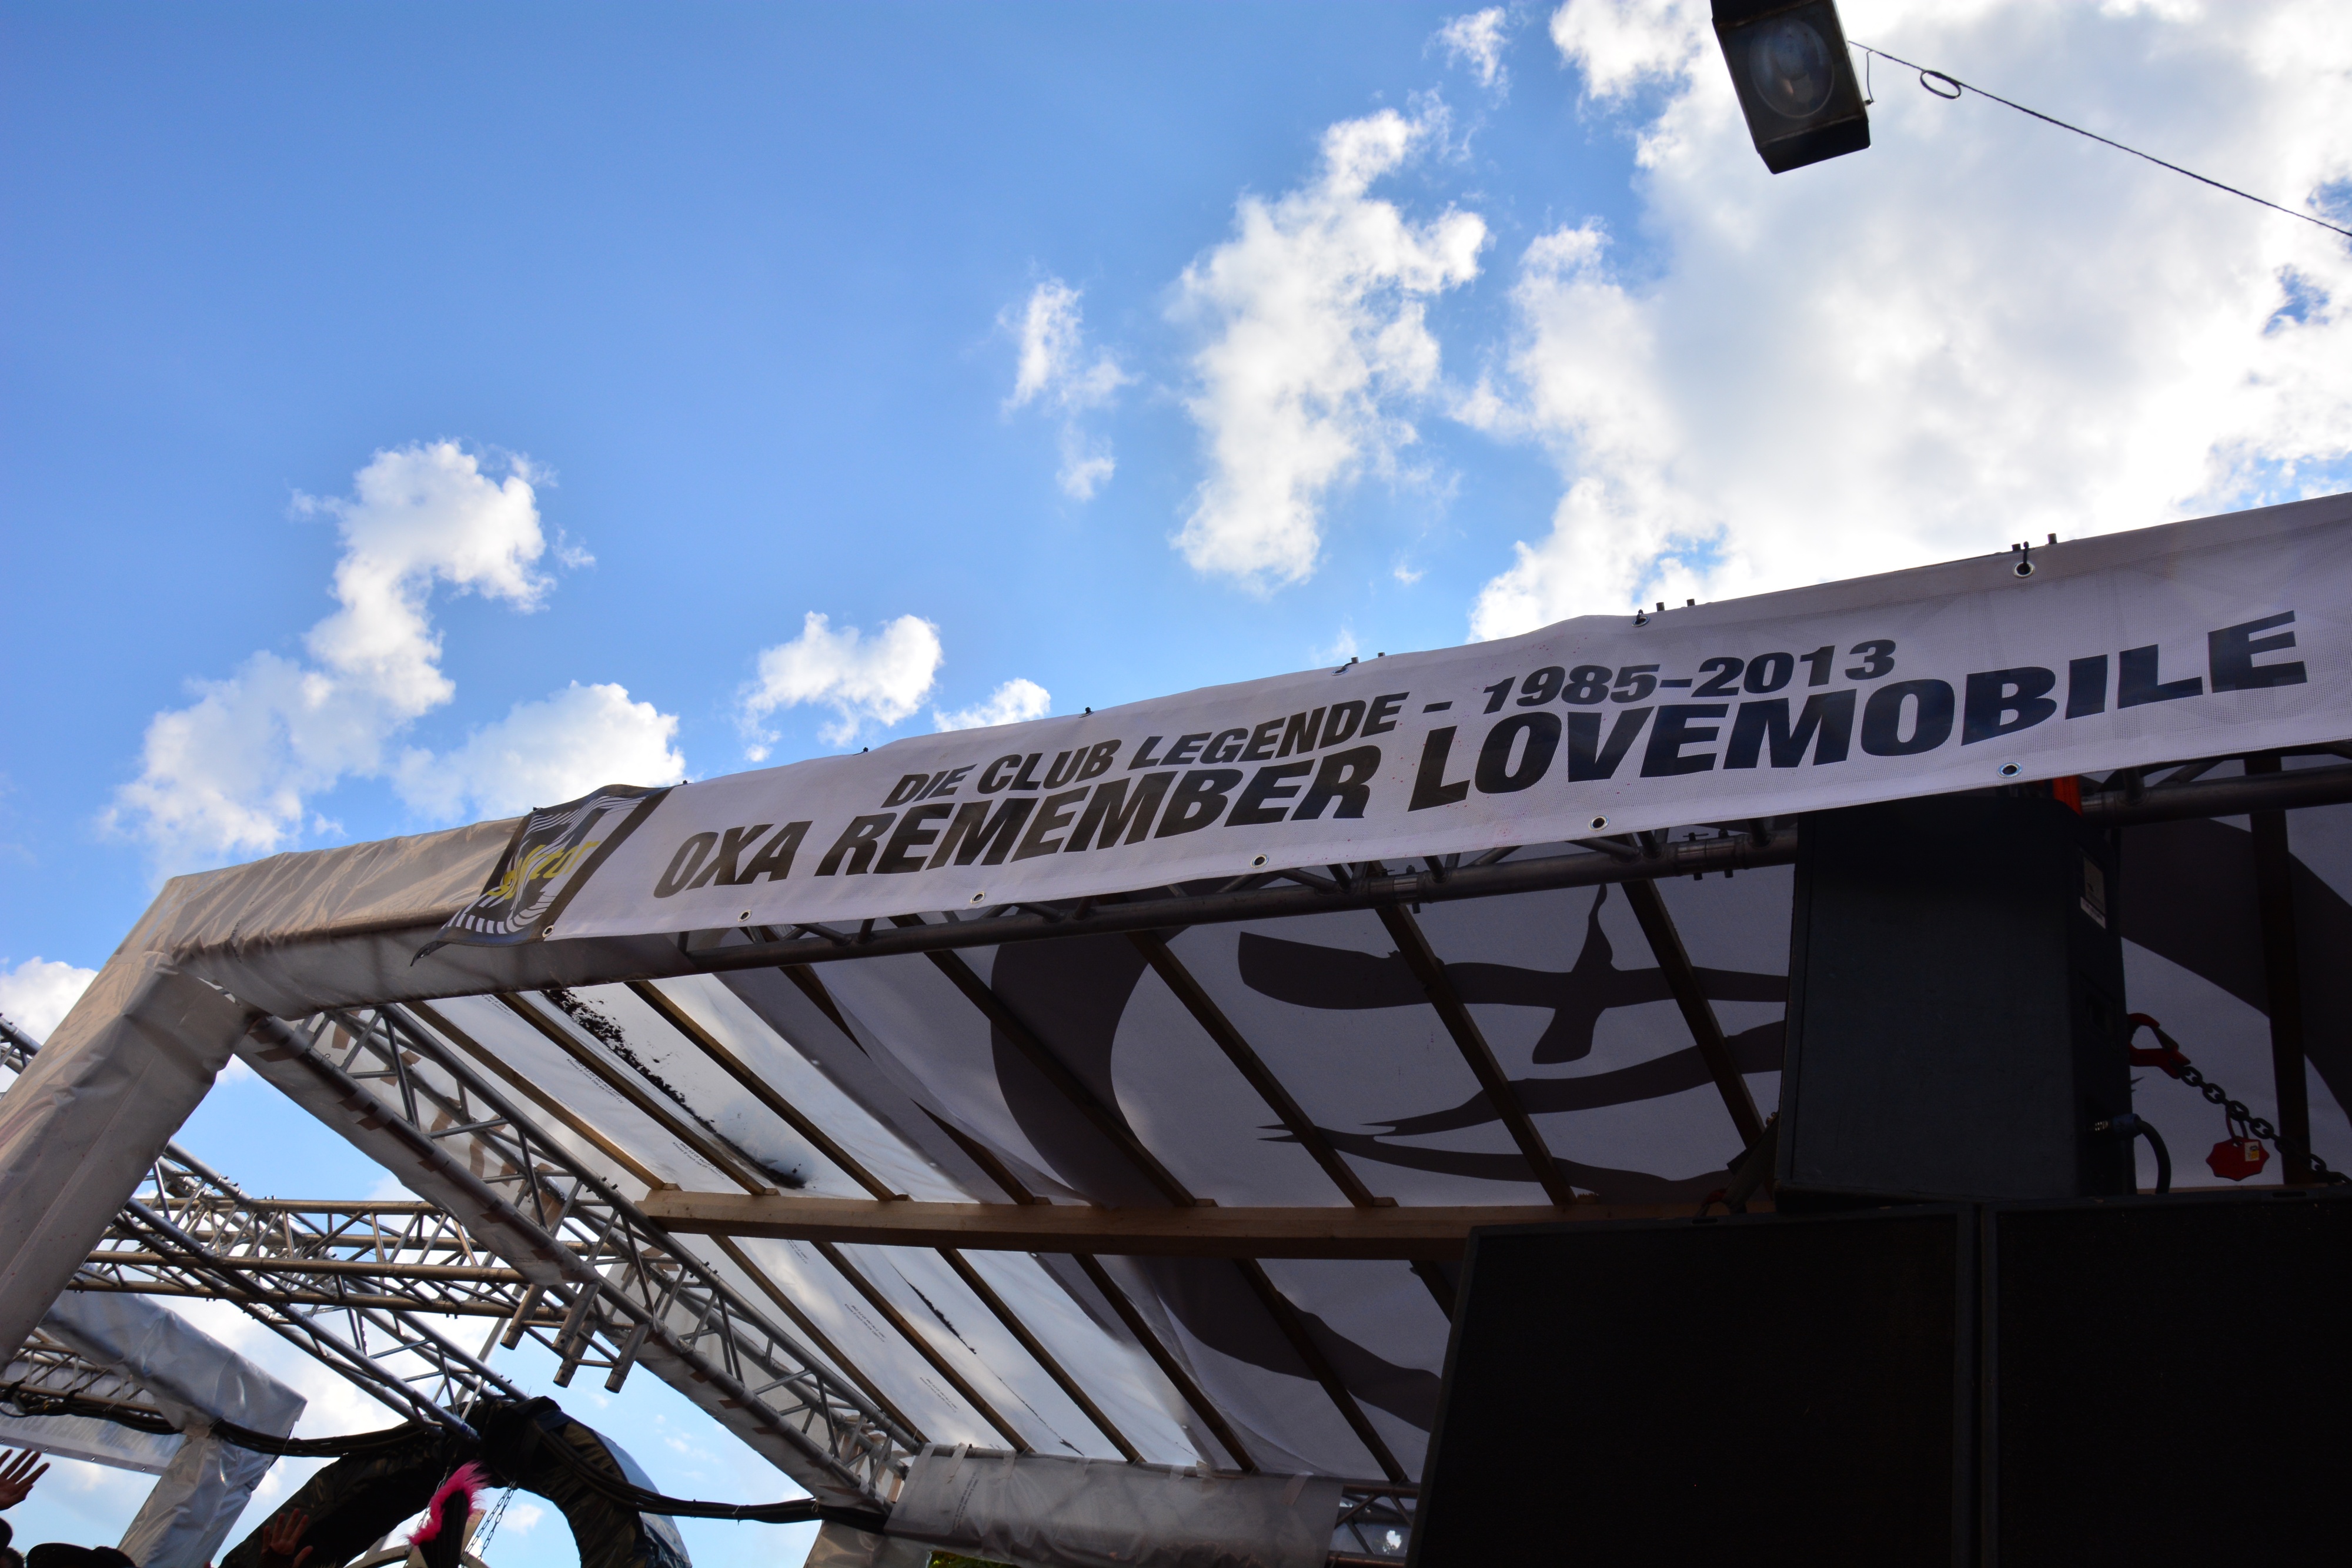 DIE CLUB LEGENDE - 1985-2013
OXA REMEMBER LOVEMOBILE